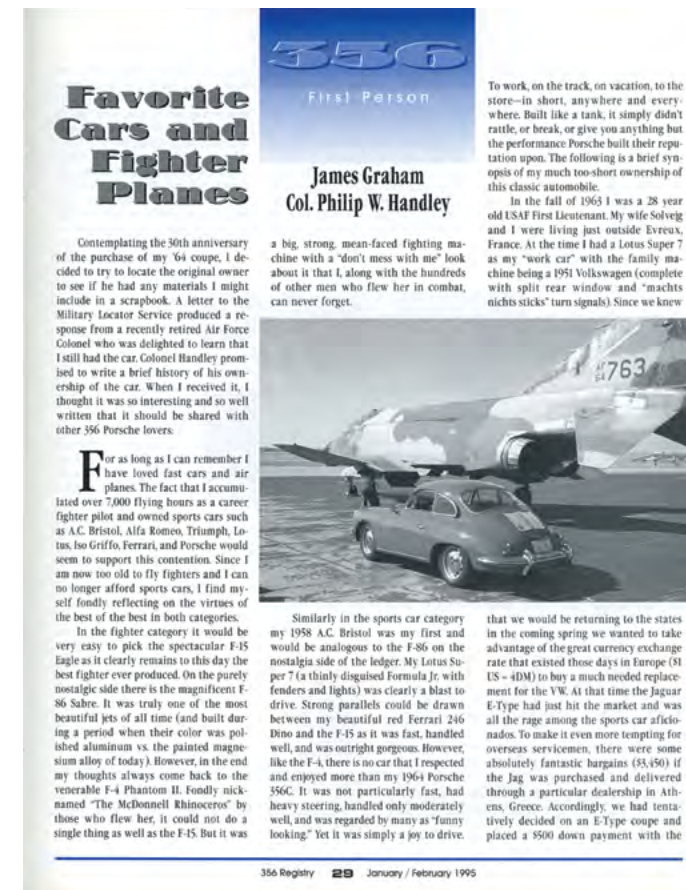 Favorite
Cars and
Fighter
Planes
356
First Person
James Graham
Col. Philip W. Handley
Contemplating the 30th anniversary
of the purchase of my '64 coupe, I de-
cided to try to locate the original owner
to see if he had any materials I might
include in a scrapbook. A letter to the
Military Locator Service produced a re-
sponse from a recently retired Air Force
Colonel who was delighted to learn that
I still had the car. Colonel Handley prom-
ised to write a brief history of his own-
ership of the car. When I received it, I
thought it was so interesting and so well
written that it should be shared with
other 356 Porsche lovers.
For as long as I can remember I
have loved fast cars and air
planes. The fact that I accumu-
lated over 7,000 flying hours as a career
fighter pilot and owned sports cars such
as A.C. Bristol, Alfa Romeo, Triumph, Lo-
tus, Iso Griffo, Ferrari, and Porsche would
seem to support this contention. Since I
am now too old to fly fighters and I can
no longer afford sports cars, I find my-
self fondly reflecting on the virtues of
the best of the best in both categories.
In the fighter category it would be
very easy to pick the spectacular F-15
Eagle as it clearly remains to this day the
best fighter ever produced. On the purely
nostalgic side there is the magnificent F-
86 Sabre. It was truly one of the most
beautiful jets of all time (and built dur-
ing a period when their color was pol-
ished aluminum vs. the painted magne-
sium alloy of today). However, in the end
my thoughts always come back to the
venerable F-4 Phantom II. Fondly nick-
named "The McDonnell Rhinoceros" by
those who flew her, it could not do a
single thing as well as the F-15. But it was
a big, strong, mean-faced fighting ma-
chine with a "don't mess with me" look
about it that I, along with the hundreds
of other men who flew her in combat,
can never forget.
763
Similarly in the sports car category
my 1958 A.C. Bristol was my first and
would be analogous to the F-86 on the
nostalgia side of the ledger. My Lotus Su-
per 7 (a thinly disguised Formula Jr. with
fenders and lights) was clearly a blast to
drive. Strong parallels could be drawn
between my beautiful red Ferrari 246
Dino and the F-15 as it was fast, handled
well, and was outright gorgeous. However,
like the F-4, there is no car that I respected
and enjoyed more than my 1964 Porsche
356C. It was not particularly fast, had
heavy steering, handled only moderately
well, and was regarded by many as "funny
looking." Yet it was simply a joy to drive.
To work, on the track, on vacation, to the
store—in short, anywhere and every-
where. Built like a tank, it simply didn't
rattle, or break, or give you anything but
the performance Porsche built their repu-
tation upon. The following is a brief syn-
opsis of my much too-short ownership of
this classic automobile.
In the fall of 1963 I was a 28 year
old USAF First Lieutenant. My wife Solvejg
and I were living just outside Evreux,
France. At the time I had a Lotus Super 7
as my "work car" with the family ma-
chine being a 1951 Volkswagen (complete
with split rear window and "machts
nichts sticks" turn signals). Since we knew
that we would be returning to the states
in the coming spring we wanted to take
advantage of the great currency exchange
rate that existed those days in Europe ($1
US = 4DM) to buy a much needed replace-
ment for the VW. At that time the Jaguar
E-Type had just hit the market and was
all the rage among the sports car aficio-
nados. To make it even more tempting for
overseas servicemen, there were some
absolutely fantastic bargains ($3,450) if
the Jag was purchased and delivered
through a particular dealership in Ath-
ens, Greece. Accordingly, we had tenta-
tively decided on an E-Type coupe and
placed a $500 down payment with the
356 Registry 29 January / February 1995